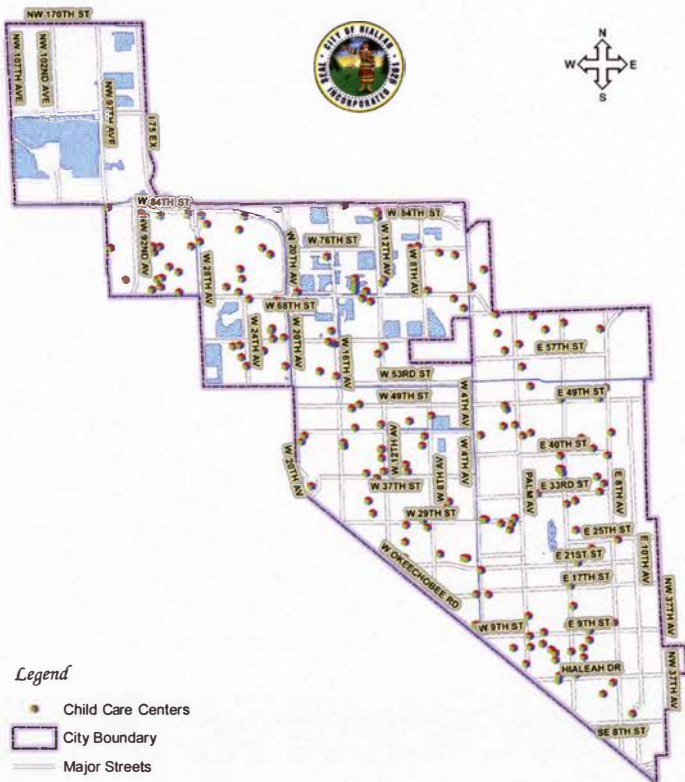 NW 170TH ST
NW 107TH AVE
NW 102ND AVE
NW 97TH AVE
I 75 EX
SEAL · CITY OF HIALEAH · 1925
INCORPORATED
N
W E
S
W 84TH ST
W 84TH ST
NW 92ND AV
W 28TH AV
W 20TH AV
W 76TH ST
W 12TH AV
W 8TH AV
W 68TH ST
W 24TH AV
W 20TH AV
W 16TH AV
E 57TH ST
W 53RD ST
W 49TH ST
W 4TH AV
E 49TH ST
W 20TH AV
W 12TH AV
W 8TH AV
W 4TH AV
E 40TH ST
W 37TH ST
PALM AV
E 33RD ST
E 8TH AV
W 29TH ST
E 25TH ST
E 21ST ST
E 10TH AV
W OKEECHOBEE RD
E 17TH ST
NW 37TH AV
W 9TH ST
E 9TH ST
HIALEAH DR
NW 37TH AV
SE 8TH ST
Legend
Child Care Centers
City Boundary
Major Streets